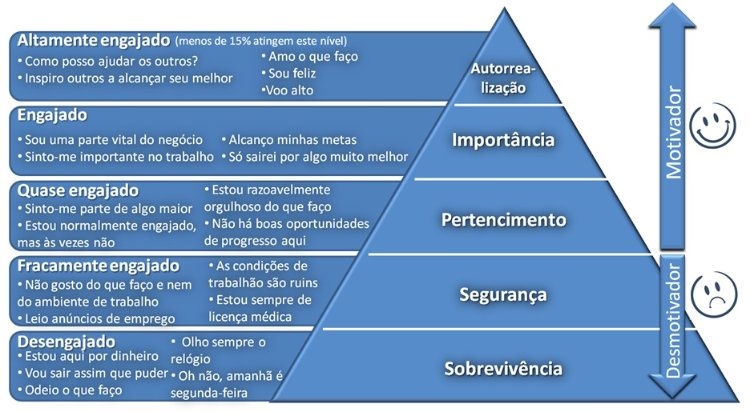 Altamente engajado (menos de 15% atingem este nível)
• Como posso ajudar os outros?
• Inspiro outros a alcançar seu melhor
• Amo o que faço
• Sou feliz
• Voo alto
Autorrea-
lização
Engajado
• Sou uma parte vital do negócio
• Sinto-me importante no trabalho
• Alcanço minhas metas
• Só sairei por algo muito melhor
Importância
Quase engajado
• Sinto-me parte de algo maior
• Estou normalmente engajado,
mas às vezes não
• Estou razoavelmente
orgulhoso do que faço
• Não há boas oportunidades
de progresso aqui
Pertencimento
Fracamente engajado
• Não gosto do que faço e nem
do ambiente de trabalho
• Leio anúncios de emprego
• As condições de
trabalhão são ruins
• Estou sempre de
licença médica
Segurança
Desengajado
• Estou aqui por dinheiro
• Vou sair assim que puder
• Odeio o que faço
• Olho sempre o
relógio
• Oh não, amanhã é
segunda-feira
Sobrevivência
Motivador
Desmotivador